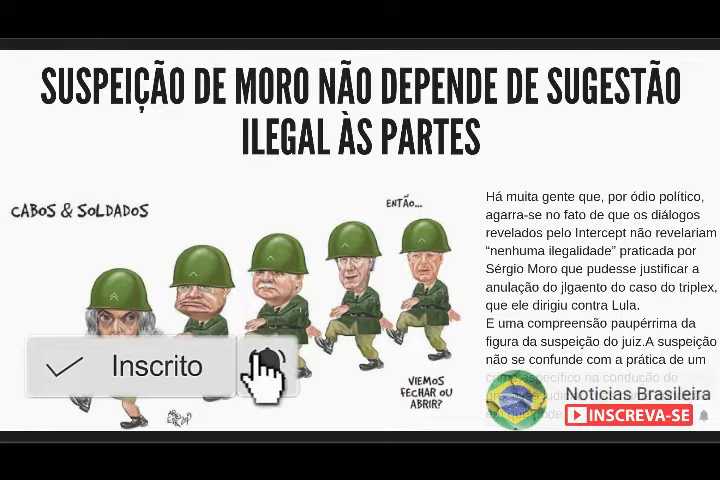 SUSPEIÇÃO DE MORO NÃO DEPENDE DE SUGESTÃO
ILEGAL ÀS PARTES
CABOS & SOLDADOS
ENTÃO...
VIEMOS
FECHAR OU
ABRIR?
Há muita gente que, por ódio político,
agarra-se no fato de que os diálogos
revelados pelo Intercept não revelariam
“nenhuma ilegalidade” praticada por
Sérgio Moro que pudesse justificar a
anulação do jlgaento do caso do triplex,
que ele dirigiu contra Lula.
E uma compreensão paupérrima da
figura da suspeição do juiz.A suspeição
não se confunde com a prática de um
crime específico na condução do
Inscrito
Notícias Brasileira
INSCREVA-SE